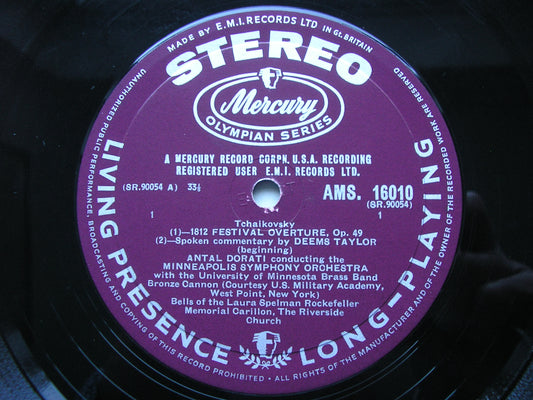 MADE BY E.M.I. RECORDS LTD IN GT. BRITAIN
STEREO
Mercury
OLYMPIAN SERIES
A MERCURY RECORD CORPN. U.S.A. RECORDING
REGISTERED USER E.M.I. RECORDS LTD.
(SR.90054 A) 33⅓
AMS. 16010
(SR.90054)
1 1
Tchaikovsky
(1)—1812 FESTIVAL OVERTURE, Op. 49
(2)—Spoken commentary by DEEMS TAYLOR
(beginning)
ANTAL DORATI conducting the
MINNEAPOLIS SYMPHONY ORCHESTRA
with the University of Minnesota Brass Band
Bronze Cannon (Courtesy U.S. Military Academy,
West Point, New York)
Bells of the Laura Spelman Rockefeller
Memorial Carillon, The Riverside
Church
LIVING PRESENCE
LONG-PLAYING
ALL RIGHTS OF THE MANUFACTURER AND OF THE OWNER OF THE RECORDED WORK ARE RESERVED
UNAUTHORIZED PUBLIC PERFORMANCE, BROADCASTING AND COPYING OF THIS RECORD PROHIBITED